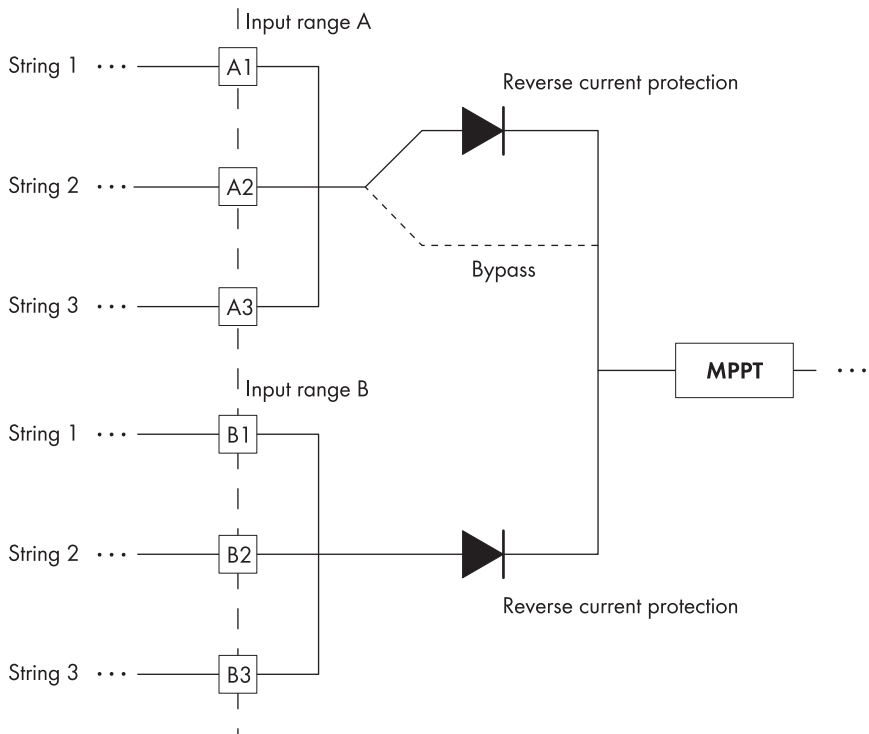 Input range A
String 1 ... A1
Reverse current protection
String 2 ... A2
Bypass
String 3 ... A3
MPPT ...
Input range B
String 1 ... B1
String 2 ... B2
Reverse current protection
String 3 ... B3